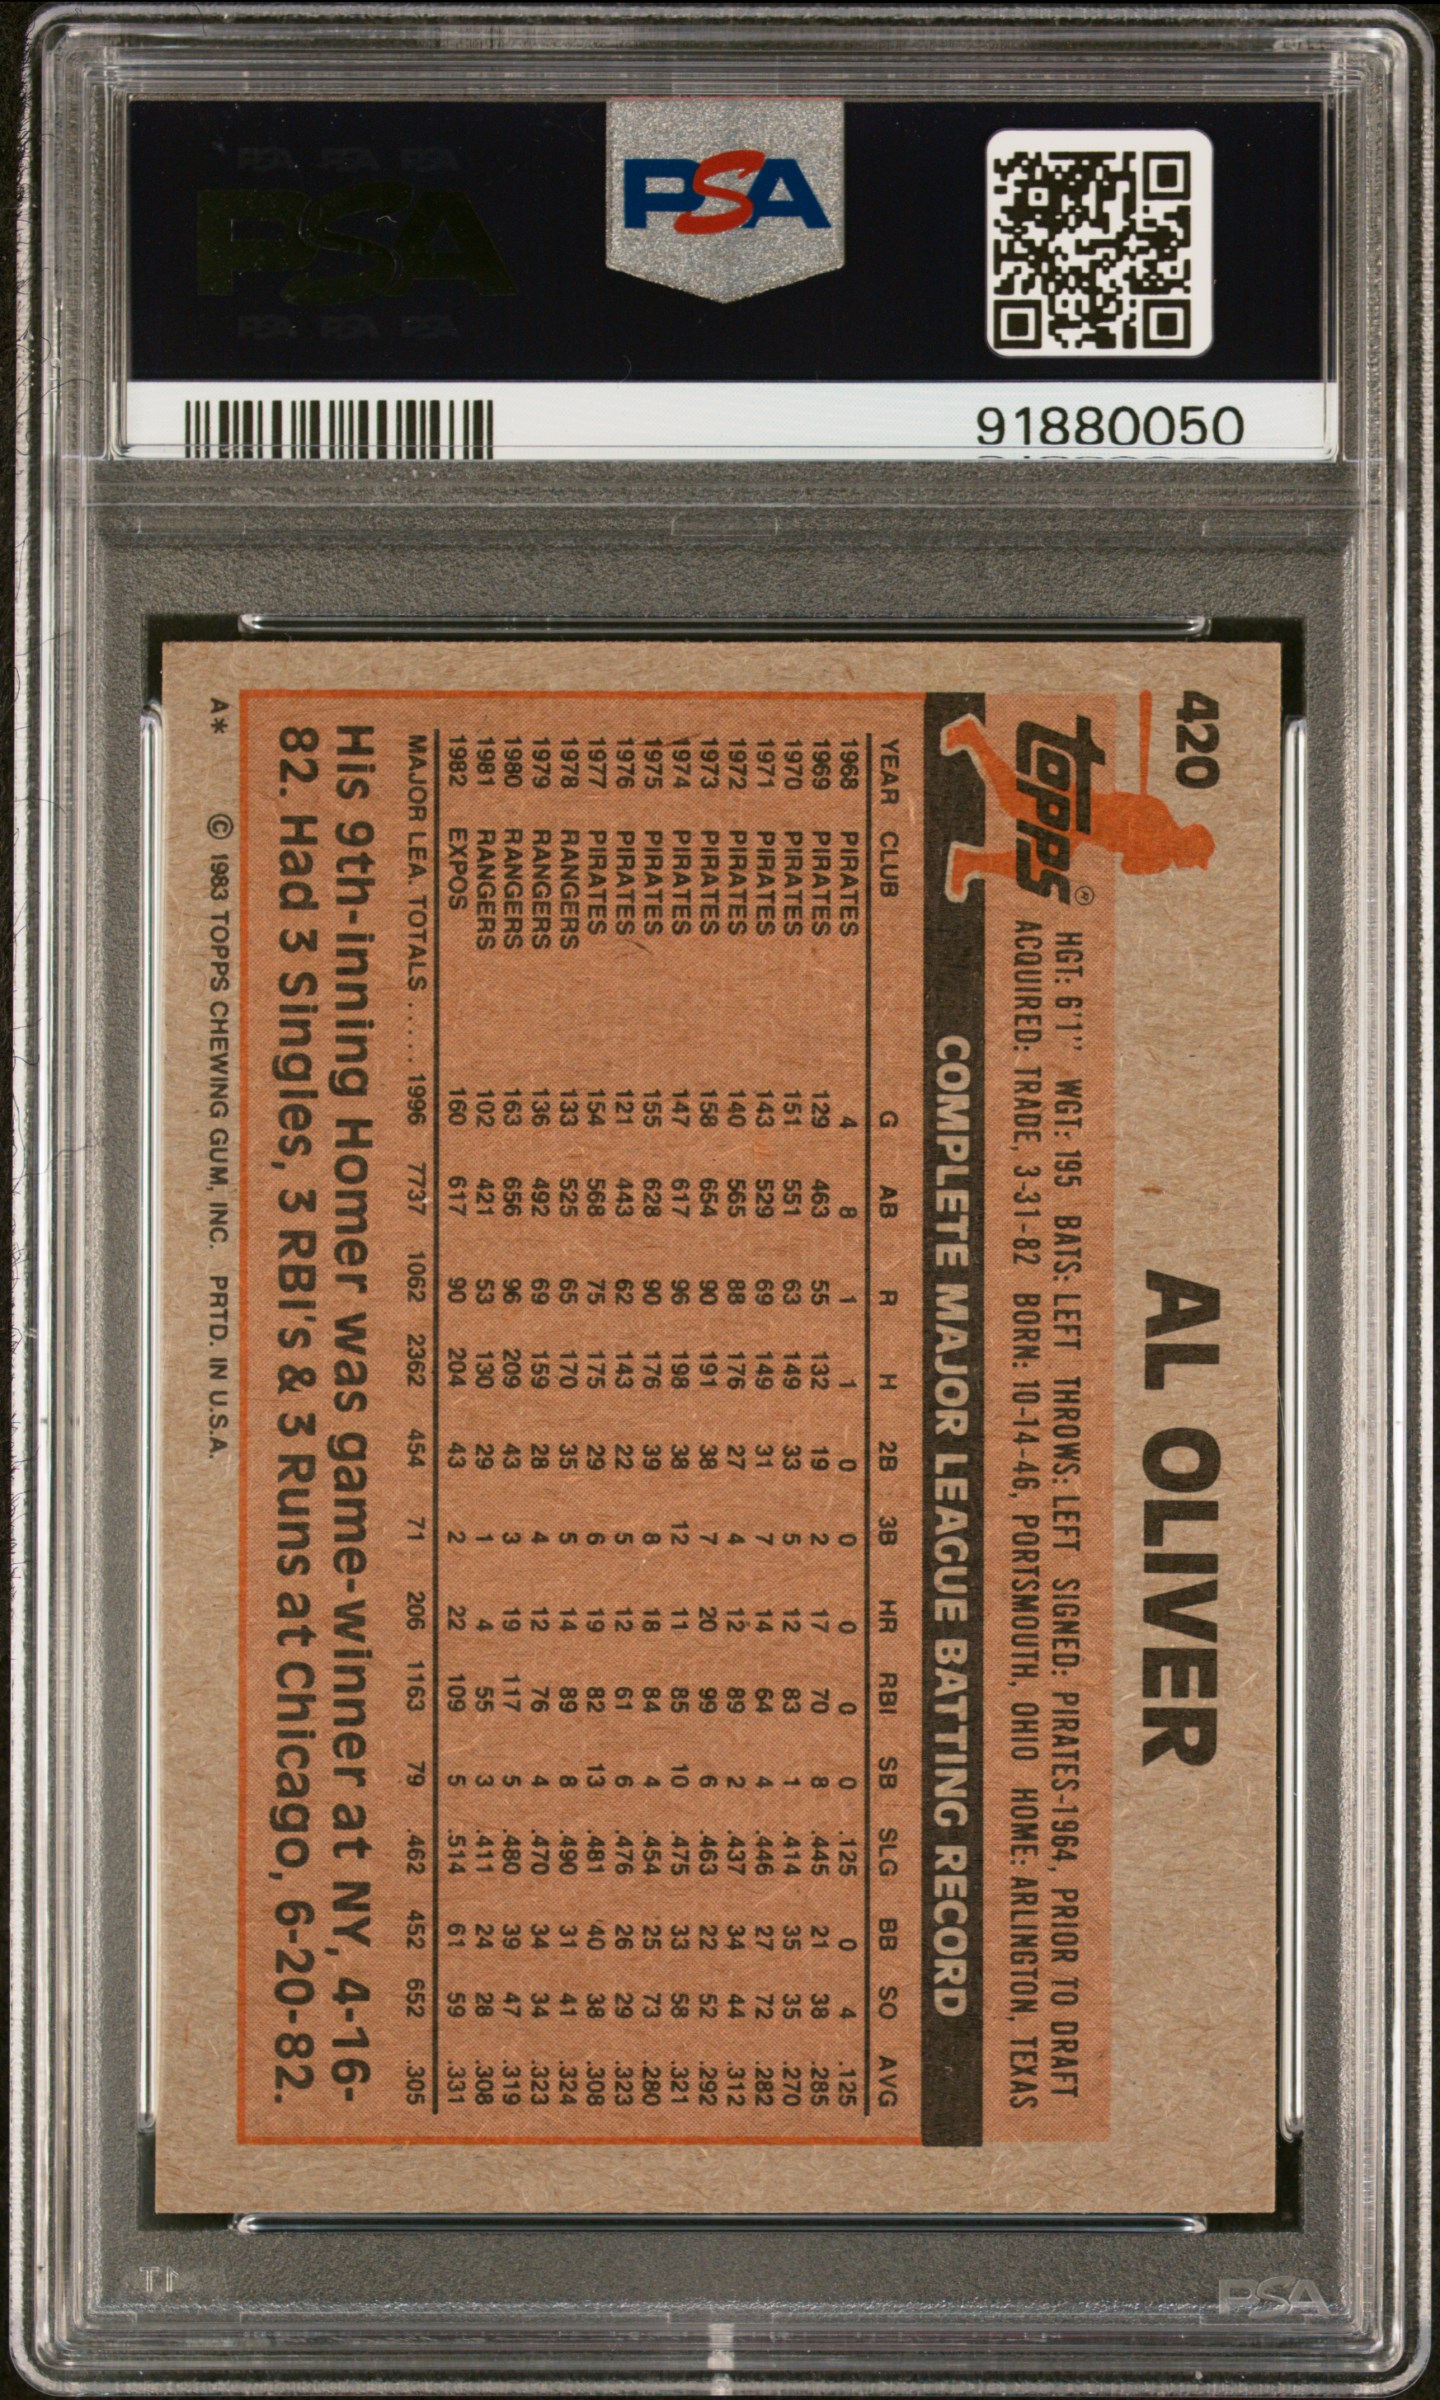 PSA PSA PSA
PSA
PSA PSA PSA
PSA
91880050
420
AL OLIVER
Topps®
HGT: 6'1" WGT: 195 BATS: LEFT THROWS: LEFT SIGNED: PIRATES-1964, PRIOR TO DRAFT
ACQUIRED: TRADE, 3-31-82 BORN: 10-14-46, PORTSMOUTH, OHIO HOME: ARLINGTON, TEXAS
COMPLETE MAJOR LEAGUE BATTING RECORD
YEAR CLUB G AB R H 2B 3B HR RBI SB SLG BB SO AVG
1968 PIRATES 4 8 1 1 0 0 0 0 0 .125 0 4 .125
1969 PIRATES 129 463 55 132 19 2 17 70 8 .445 21 38 .285
1970 PIRATES 151 551 63 149 33 5 12 83 1 .414 35 35 .270
1971 PIRATES 143 529 69 149 31 7 14 64 4 .446 27 72 .282
1972 PIRATES 140 565 88 176 27 4 12 89 2 .437 34 44 .312
1973 PIRATES 158 654 90 191 38 7 20 99 6 .463 22 52 .292
1974 PIRATES 147 617 96 198 38 12 11 85 10 .475 33 58 .321
1975 PIRATES 155 628 90 176 39 8 18 84 4 .454 25 73 .280
1976 PIRATES 121 443 62 143 22 5 12 61 6 .476 26 29 .323
1977 PIRATES 154 568 75 175 29 6 19 82 13 .481 40 38 .308
1978 RANGERS 133 525 65 170 35 5 14 89 8 .490 31 41 .324
1979 RANGERS 136 492 69 159 28 4 12 76 4 .470 34 34 .323
1980 RANGERS 163 656 96 209 43 3 19 117 5 .480 39 47 .319
1981 RANGERS 102 421 53 130 29 1 4 55 3 .411 24 28 .308
1982 EXPOS 160 617 90 204 43 2 22 109 5 .514 61 59 .331
MAJOR LEA. TOTALS ..... 1996 7737 1062 2362 454 71 206 1163 79 .462 452 652 .305
His 9th-inning Homer was game-winner at NY, 4-16-
82. Had 3 Singles, 3 RBI's & 3 Runs at Chicago, 6-20-82.
A* © 1983 TOPPS CHEWING GUM, INC. PRTD. IN U.S.A.
PSA